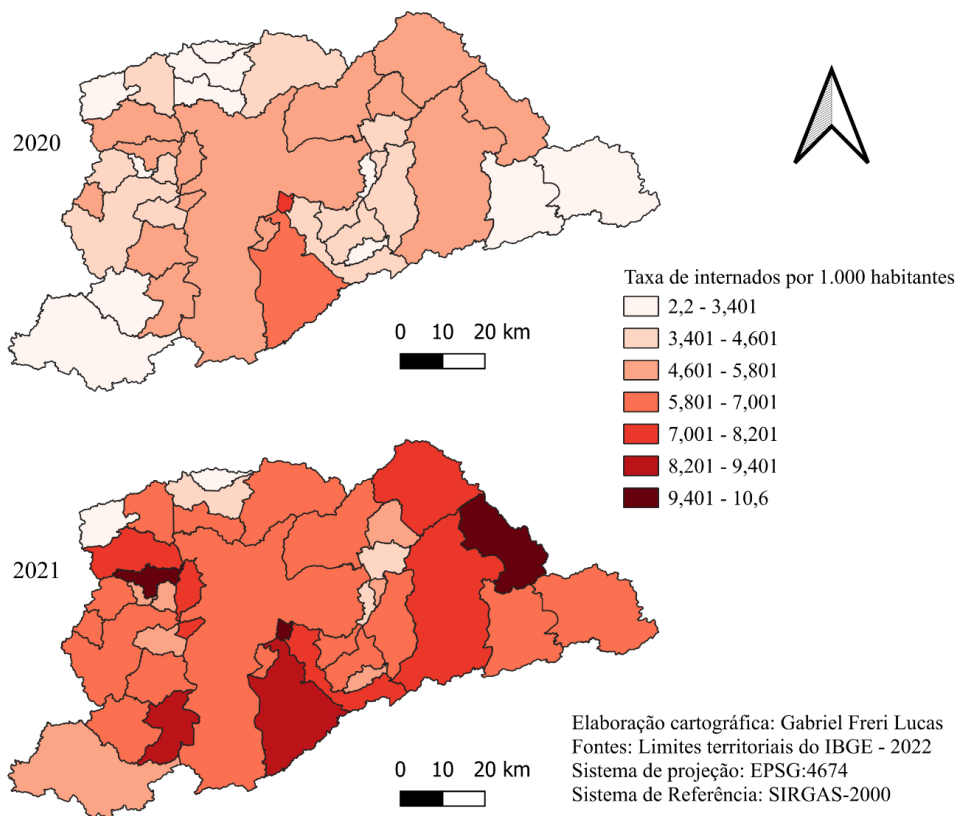 2020
Taxa de internados por 1.000 habitantes
2,2 - 3,401
3,401 - 4,601
4,601 - 5,801
5,801 - 7,001
7,001 - 8,201
8,201 - 9,401
9,401 - 10,6
0 10 20 km
2021
0 10 20 km
Elaboração cartográfica: Gabriel Freri Lucas
Fontes: Limites territoriais do IBGE - 2022
Sistema de projeção: EPSG:4674
Sistema de Referência: SIRGAS-2000